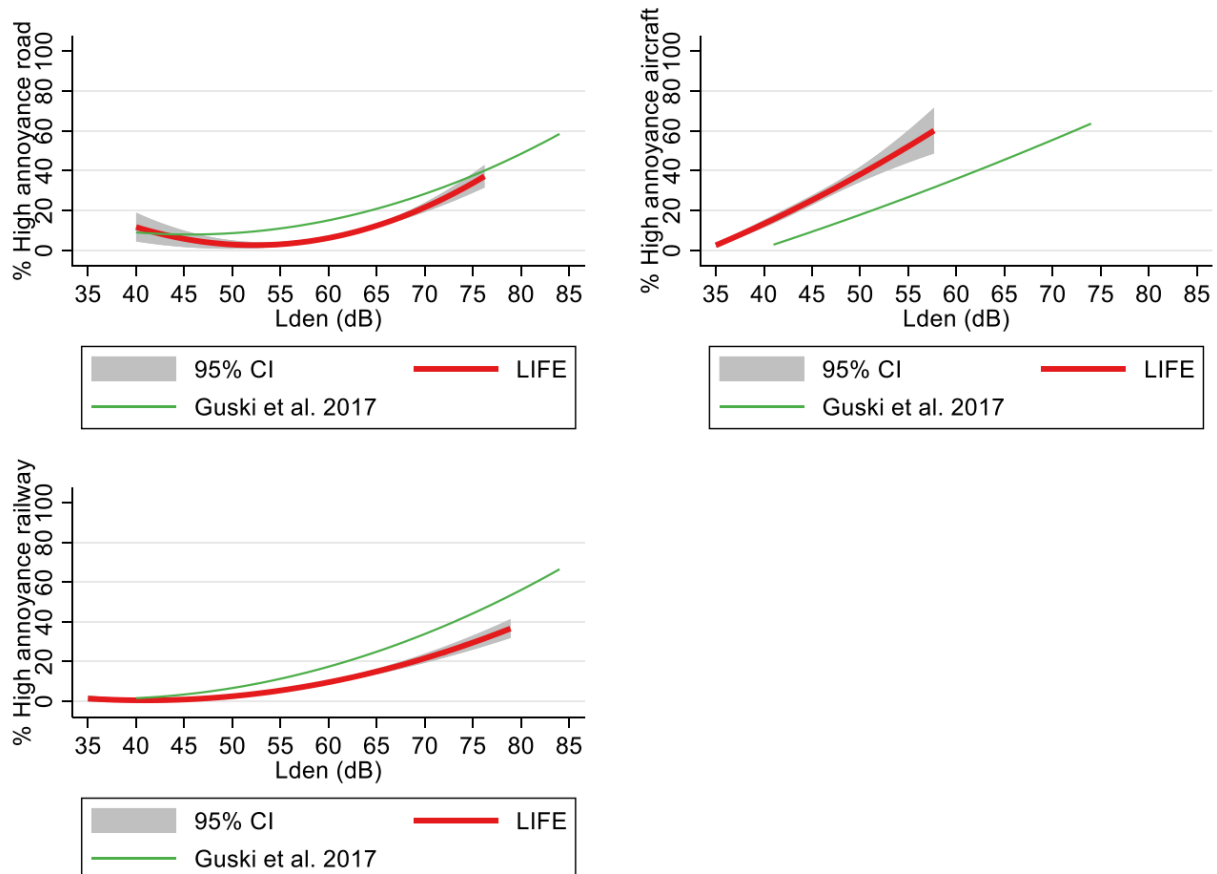 % High annoyance road
0 20 40 60 80 100
35 40 45 50 55 60 65 70 75 80 85
Lden (dB)
95% CI LIFE
Guski et al. 2017
% High annoyance aircraft
0 20 40 60 80 100
35 40 45 50 55 60 65 70 75 80 85
Lden (dB)
95% CI LIFE
Guski et al. 2017
% High annoyance railway
0 20 40 60 80 100
35 40 45 50 55 60 65 70 75 80 85
Lden (dB)
95% CI LIFE
Guski et al. 2017